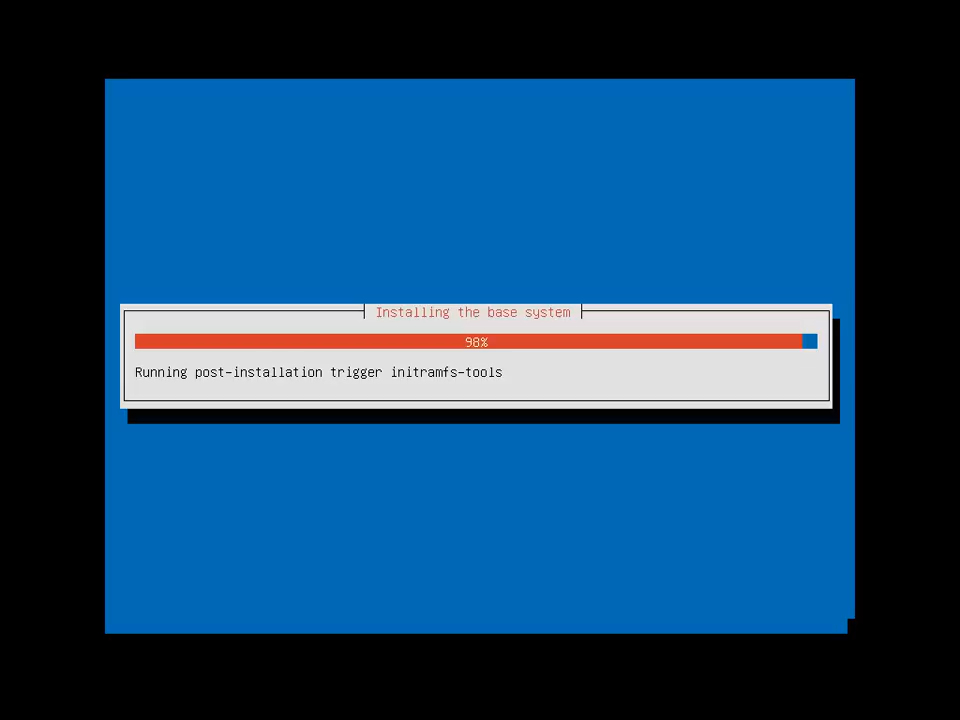 Installing the base system
98%
Running post-installation trigger initramfs-tools